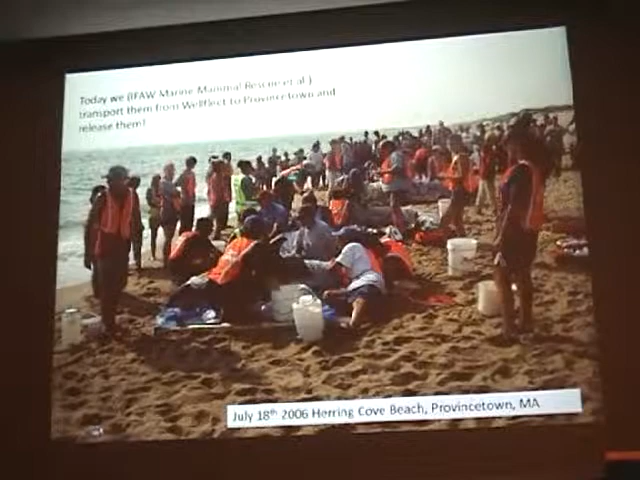 Today we (IFAW Marine Mammal Rescue et al.)
transport them from Wellfleet to Provincetown and
release them!
July 18th 2006 Herring Cove Beach, Provincetown, MA